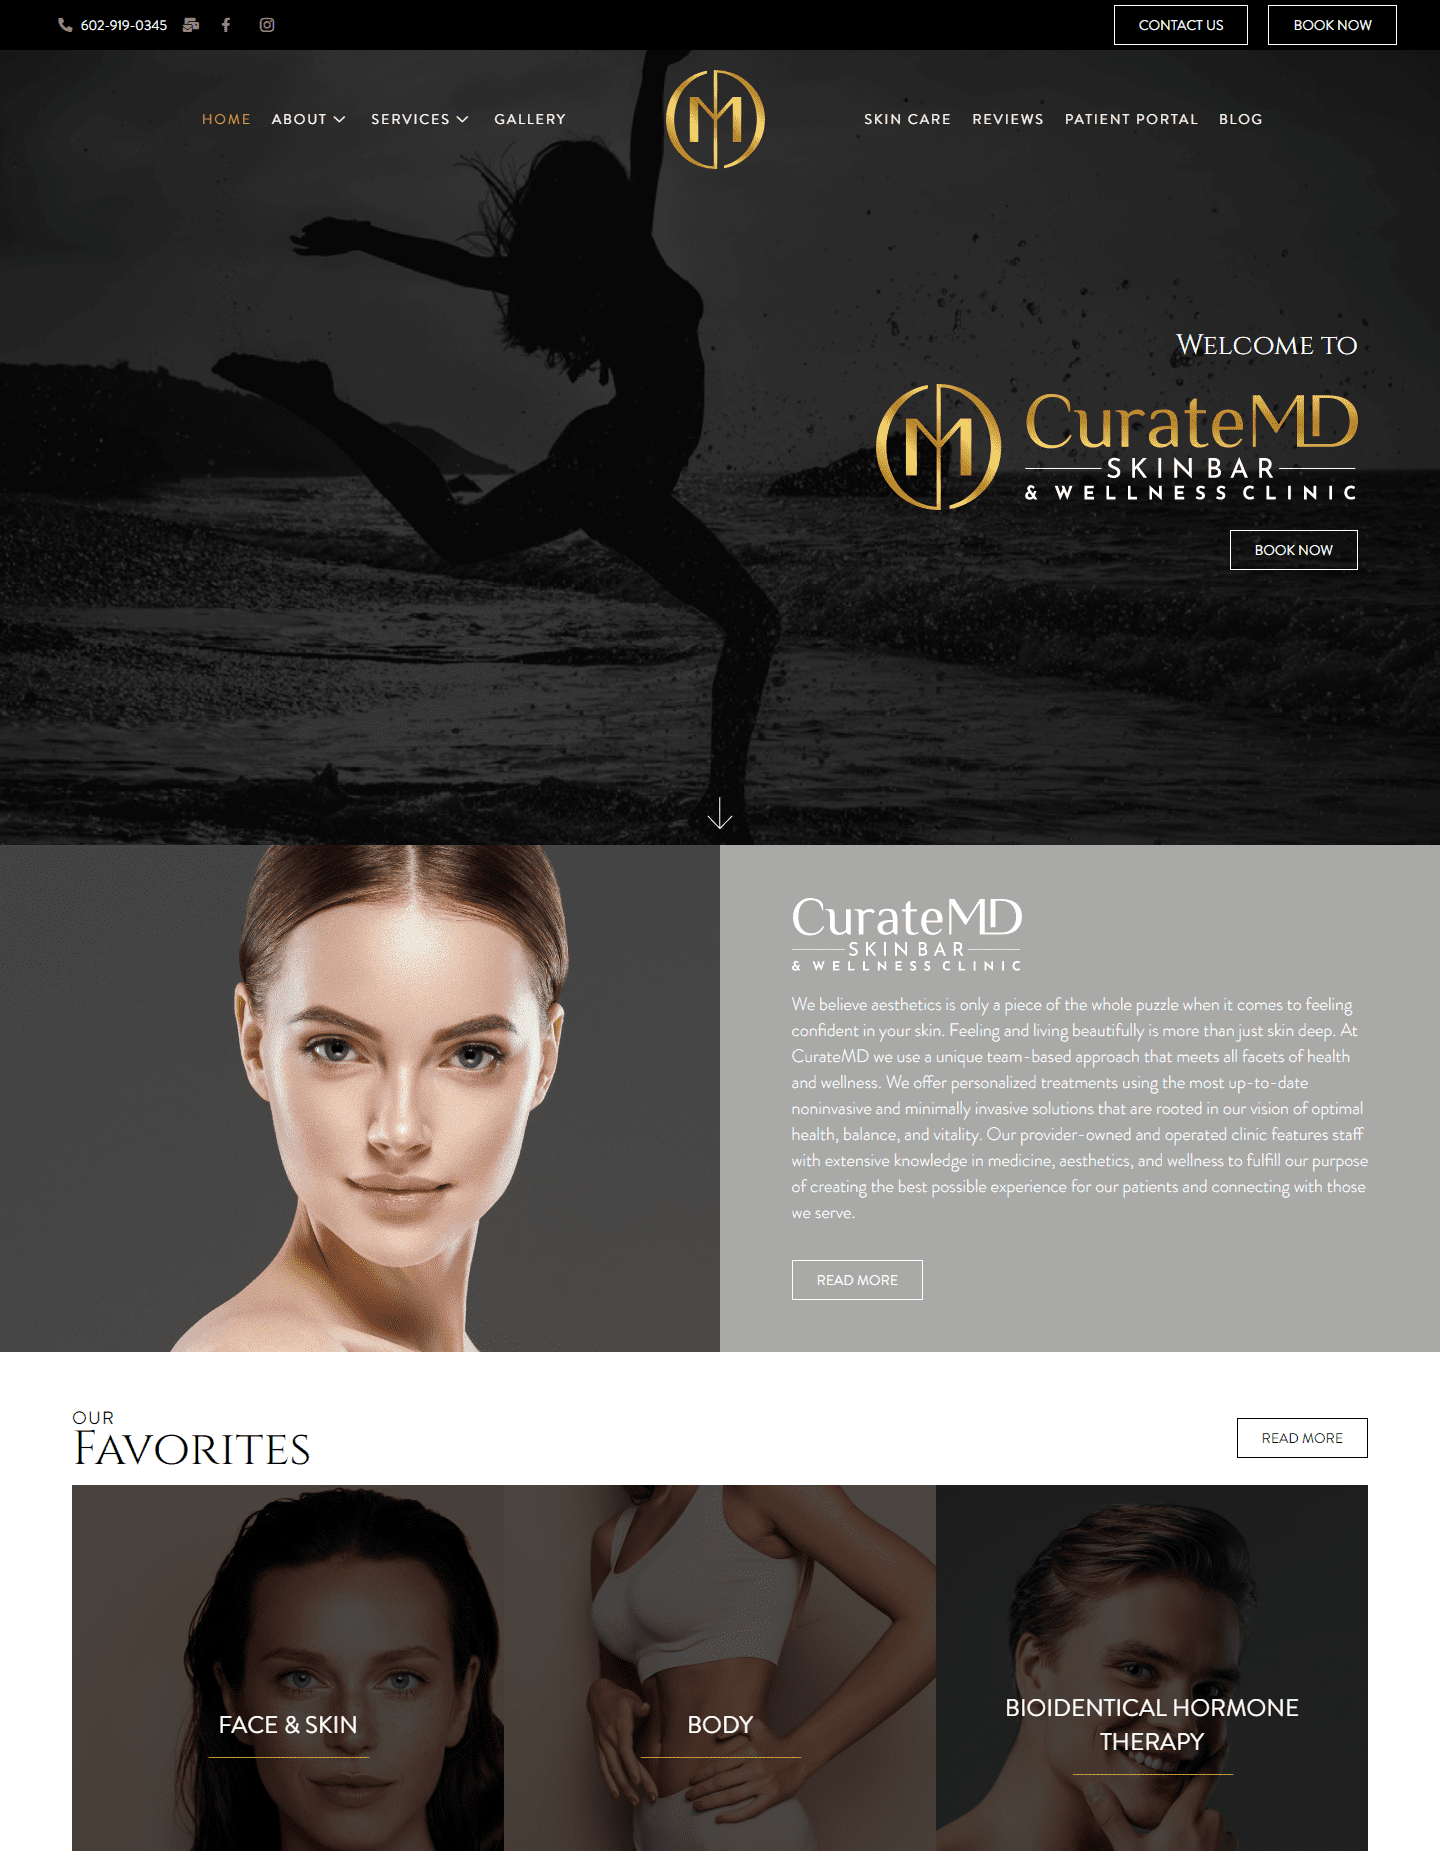 602-919-0345
CONTACT US
BOOK NOW
HOME
ABOUT
SERVICES
GALLERY
M
SKIN CARE
REVIEWS
PATIENT PORTAL
BLOG
WELCOME TO
M
CurateMD
SKIN BAR
& WELLNESS CLINIC
BOOK NOW
CurateMD
SKIN BAR
& WELLNESS CLINIC
We believe aesthetics is only a piece of the whole puzzle when it comes to feeling
confident in your skin. Feeling and living beautifully is more than just skin deep. At
CurateMD we use a unique team-based approach that meets all facets of health
and wellness. We offer personalized treatments using the most up-to-date
noninvasive and minimally invasive solutions that are rooted in our vision of optimal
health, balance, and vitality. Our provider-owned and operated clinic features staff
with extensive knowledge in medicine, aesthetics, and wellness to fulfill our purpose
of creating the best possible experience for our patients and connecting with those
we serve.
READ MORE
OUR
FAVORITES
READ MORE
FACE & SKIN
BODY
BIOIDENTICAL HORMONE
THERAPY